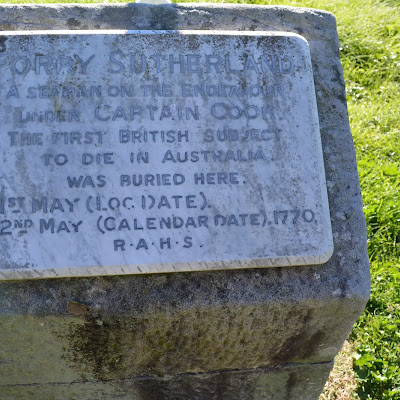 FORBY SUTHERLAND
A SEAMAN ON THE ENDEAVOUR
UNDER CAPTAIN COOK
THE FIRST BRITISH SUBJECT
TO DIE IN AUSTRALIA
WAS BURIED HERE.
1ST MAY (LOG DATE).
2ND MAY (CALENDAR DATE). 1770.
R·A·H·S.